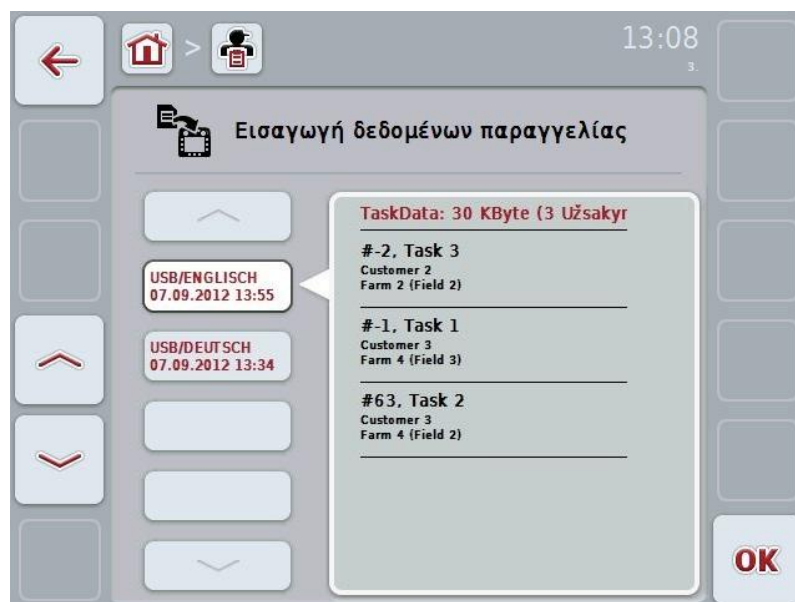 >
13:08
3.
Εισαγωγή δεδομένων παραγγελίας
USB/ENGLISCH
07.09.2012 13:55
USB/DEUTSCH
07.09.2012 13:34
TaskData: 30 KByte (3 Užsakyr
#-2, Task 3
Customer 2
Farm 2 (Field 2)
#-1, Task 1
Customer 3
Farm 4 (Field 3)
#63, Task 2
Customer 3
Farm 4 (Field 2)
OK